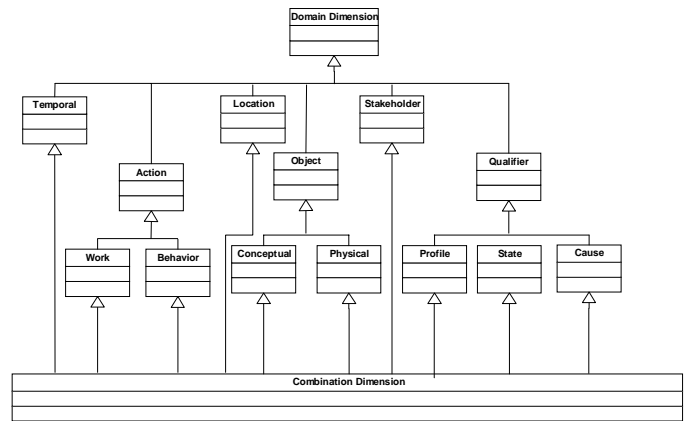 Domain Dimension
Temporal
Location
Stakeholder
Action
Object
Qualifier
Work
Behavior
Conceptual
Physical
Profile
State
Cause
Combination Dimension